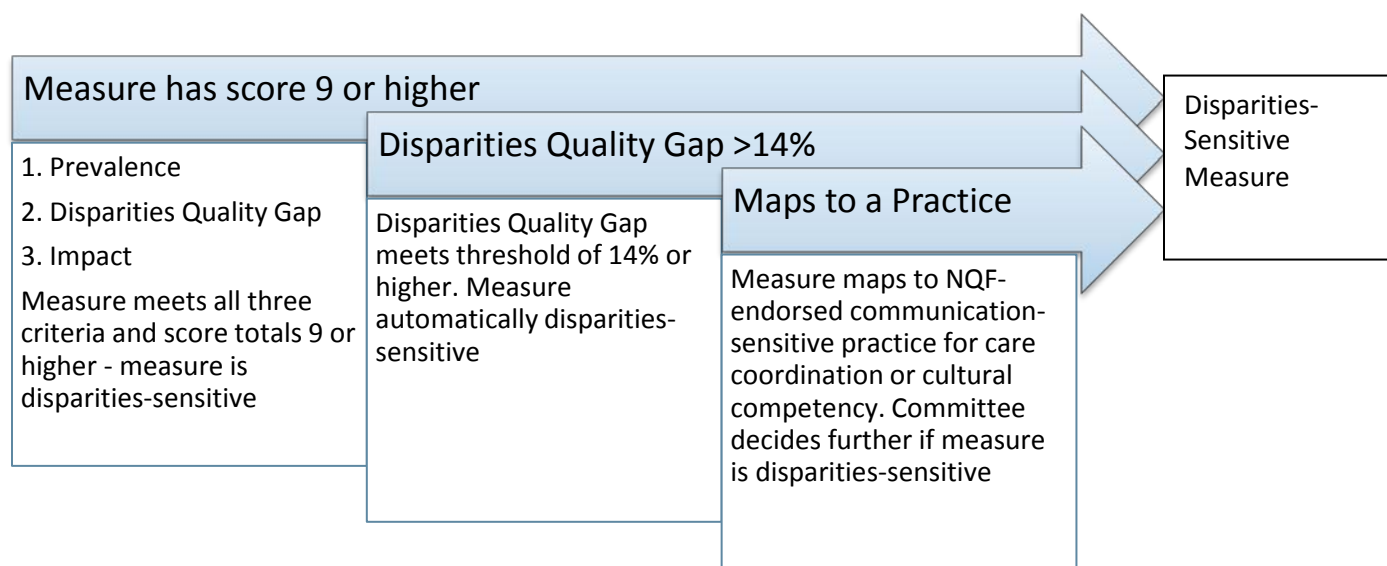 Measure has score 9 or higher
1. Prevalence
2. Disparities Quality Gap
3. Impact
Measure meets all three
criteria and score totals 9 or
higher - measure is
disparities-sensitive
Disparities Quality Gap >14%
Disparities Quality Gap
meets threshold of 14% or
higher. Measure
automatically disparities-
sensitive
Maps to a Practice
Measure maps to NQF-
endorsed communication-
sensitive practice for care
coordination or cultural
competency. Committee
decides further if measure
is disparities-sensitive
Disparities-
Sensitive
Measure